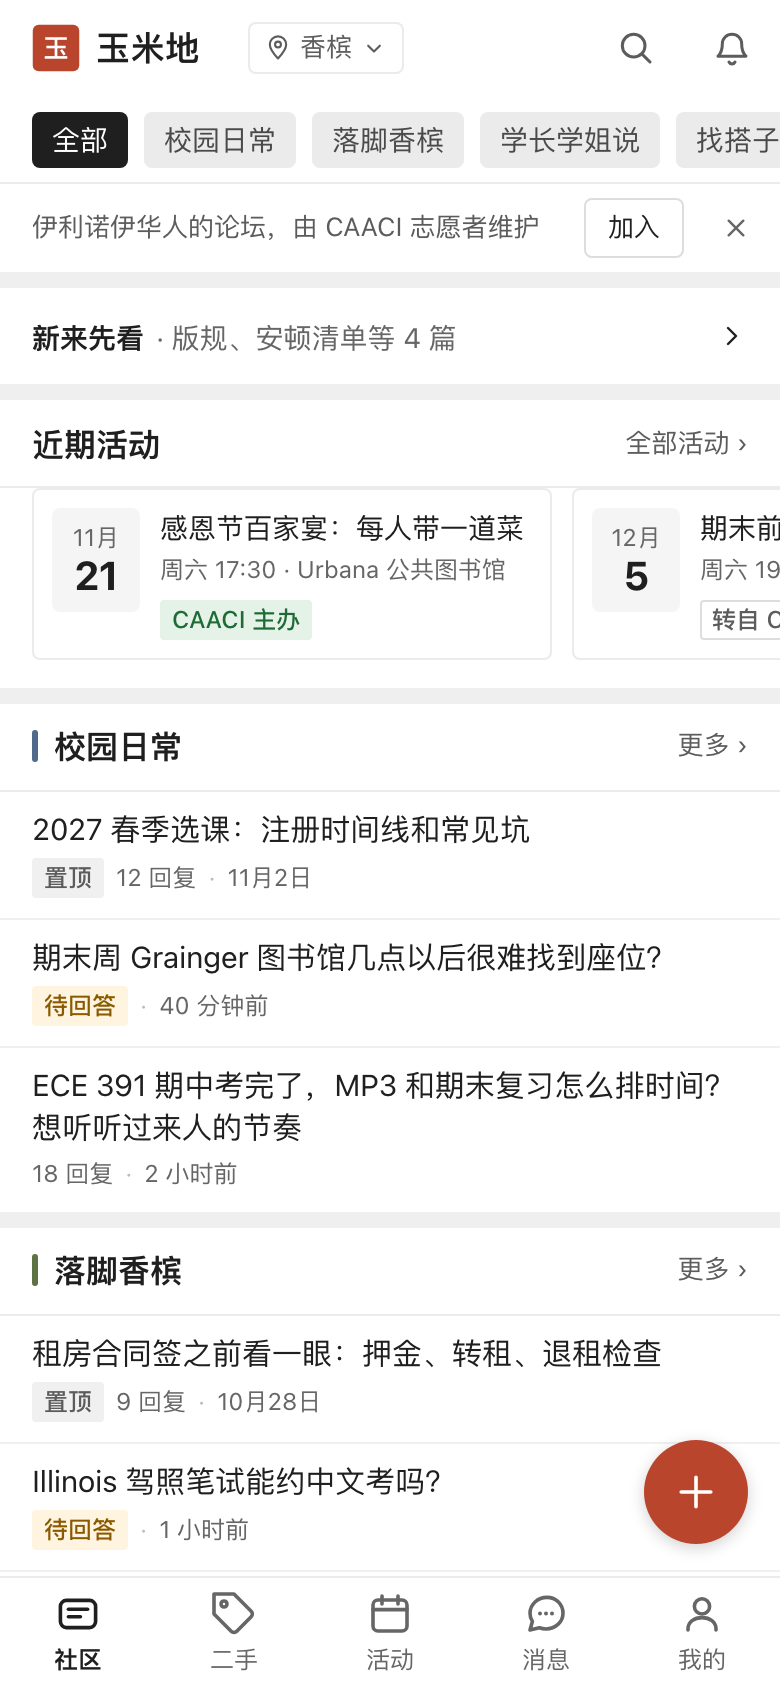 玉 玉米地 香槟
全部 校园日常 落脚香槟 学长学姐说 找搭子
伊利诺伊华人的论坛，由 CAACI 志愿者维护 加入
新来先看 · 版规、安顿清单等 4 篇
近期活动 全部活动 ›
11月
21
感恩节百家宴：每人带一道菜
周六 17:30 · Urbana 公共图书馆
CAACI 主办
12月
5
期末前
周六 19
转自 C
校园日常 更多 ›
2027 春季选课：注册时间线和常见坑
置顶 12 回复 · 11月2日
期末周 Grainger 图书馆几点以后很难找到座位?
待回答 · 40 分钟前
ECE 391 期中考完了，MP3 和期末复习怎么排时间?
想听听过来人的节奏
18 回复 · 2 小时前
落脚香槟 更多 ›
租房合同签之前看一眼：押金、转租、退租检查
置顶 9 回复 · 10月28日
Illinois 驾照笔试能约中文考吗?
待回答 · 1 小时前
社区 二手 活动 消息 我的